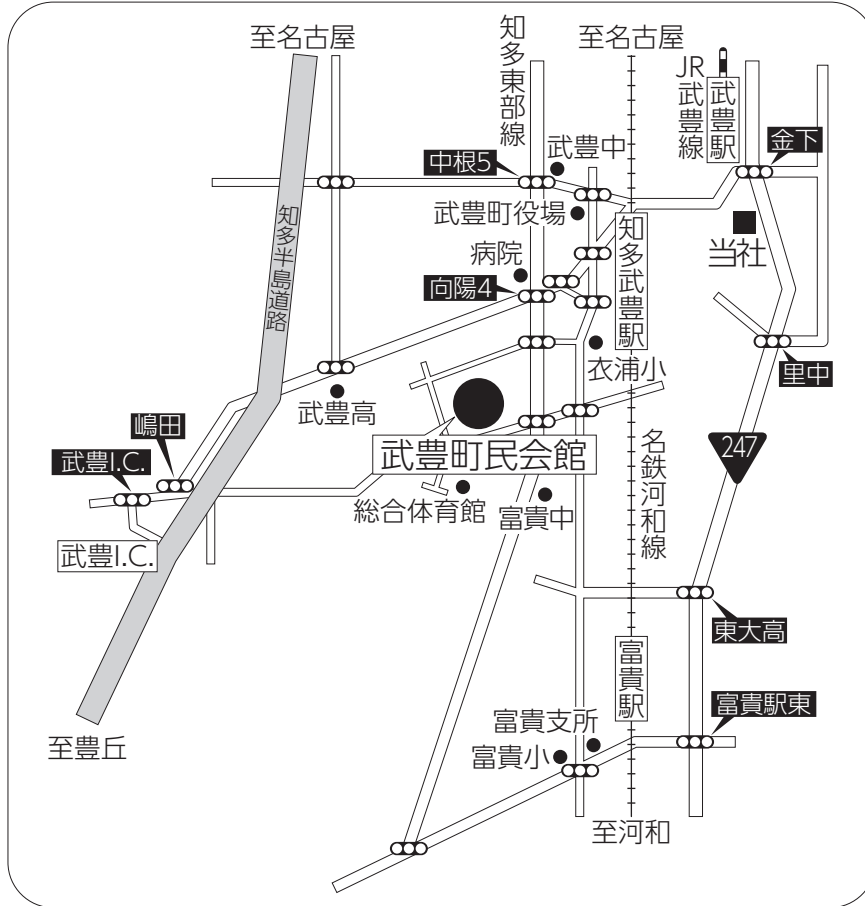 至名古屋
知多東部線
至名古屋
JR武豊線
武豊駅
金下
中根5
武豊中
武豊町役場
知多半島道路
病院
知多武豊駅
当社
向陽4
衣浦小
里中
武豊高
嶋田
武豊町民会館
247
武豊I.C.
総合体育館
富貴中
名鉄河和線
武豊I.C.
東大高
富貴駅
富貴駅東
富貴支所
至豊丘
富貴小
至河和